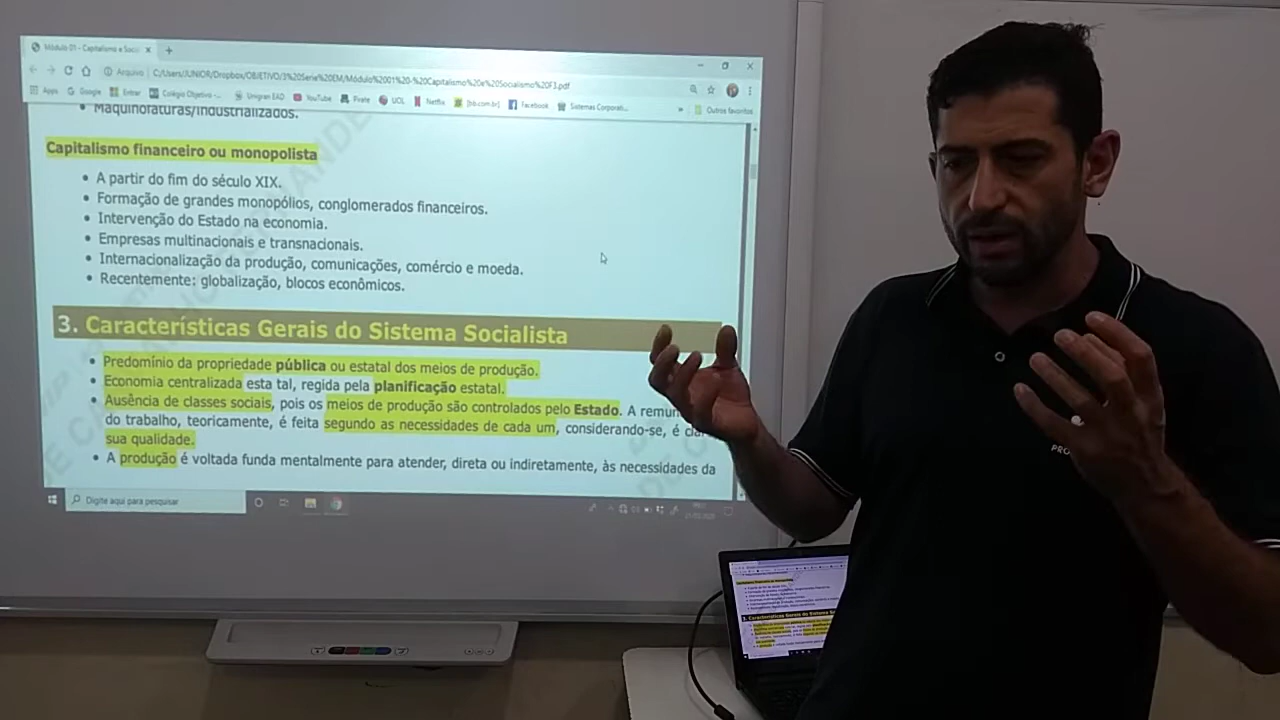 Módulo 01 - Capitalismo e Socia
Arquivo | C:/Users/JUNIOR/Dropbox/OBJETIVO/3%20Serie%20EM/Módulo%2001%20-%20Capitalismo%20e%20Socialismo%20F3.pdf
Apps Google Entrar Colégio Objetivo -... Unigran EAD YouTube Pirate UOL Netflix [bb.com.br] Facebook Sistemas Corporati... » Outros favoritos
• Maquinofaturas/industrializados.
Capitalismo financeiro ou monopolista
• A partir do fim do século XIX.
• Formação de grandes monopólios, conglomerados financeiros.
• Intervenção do Estado na economia.
• Empresas multinacionais e transnacionais.
• Internacionalização da produção, comunicações, comércio e moeda.
• Recentemente: globalização, blocos econômicos.
3. Características Gerais do Sistema Socialista
• Predomínio da propriedade pública ou estatal dos meios de produção.
• Economia centralizada esta tal, regida pela planificação estatal.
• Ausência de classes sociais, pois os meios de produção são controlados pelo Estado. A remun
do trabalho, teoricamente, é feita segundo as necessidades de cada um, considerando-se, é clar
sua qualidade.
• A produção é voltada funda mentalmente para atender, direta ou indiretamente, às necessidades da
Digite aqui para pesquisar
PRO